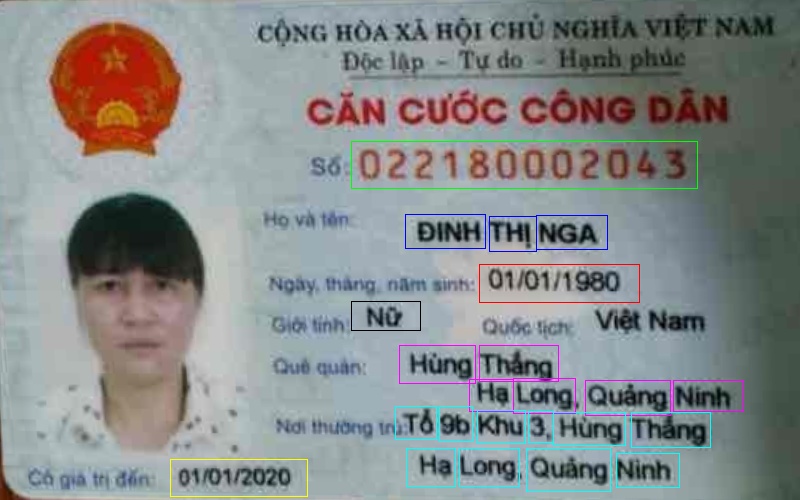 CỘNG HÒA XÃ HỘI CHỦ NGHĨA VIỆT NAM
Độc lập - Tự do - Hạnh phúc
CĂN CƯỚC CÔNG DÂN
Số: 022180002043
Họ và tên: ĐINH THỊ NGA
Ngày, tháng, năm sinh: 01/01/1980
Giới tính: Nữ Quốc tịch: Việt Nam
Quê quán: Hùng Thắng
Hạ Long, Quảng Ninh
Nơi thường trú: Tổ 9b Khu 3, Hùng Thắng
Hạ Long, Quảng Ninh
Có giá trị đến: 01/01/2020